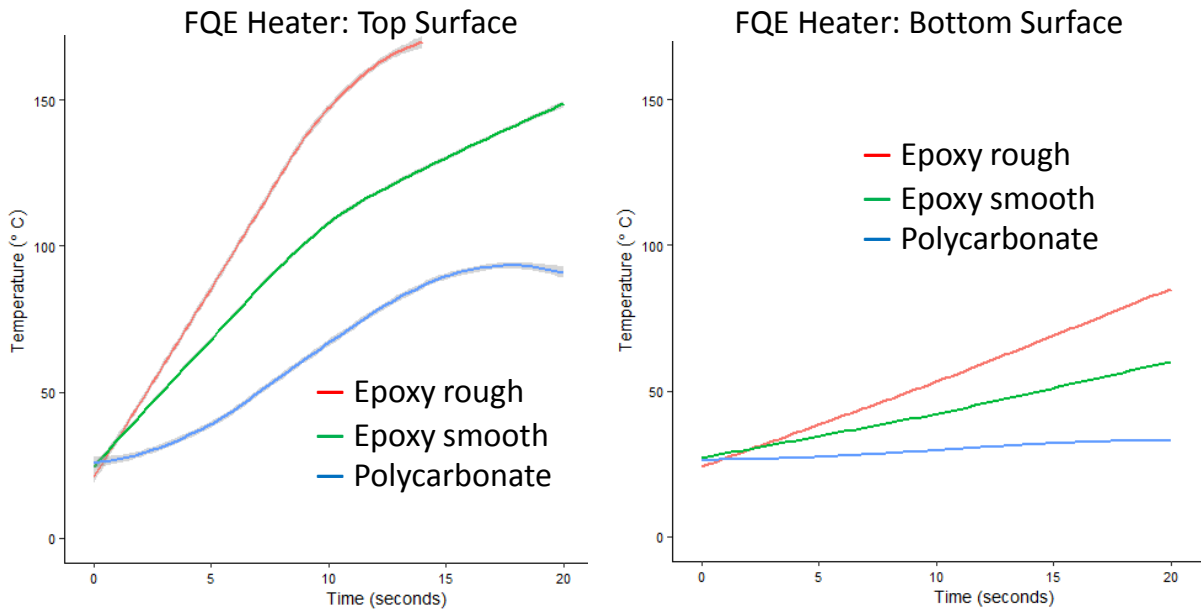 FQE Heater: Top Surface
150
100
50
0
Temperature (° C)
0 5 10 15 20
Time (seconds)
Epoxy rough
Epoxy smooth
Polycarbonate
FQE Heater: Bottom Surface
150
100
50
0
Temperature (° C)
0 5 10 15 20
Time (seconds)
Epoxy rough
Epoxy smooth
Polycarbonate